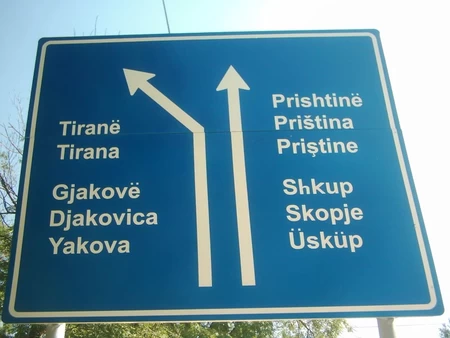 Tiranë
Tirana
Gjakovë
Djakovica
Yakova
Prishtinë
Priština
Priştine
Shkup
Skopje
Üsküp